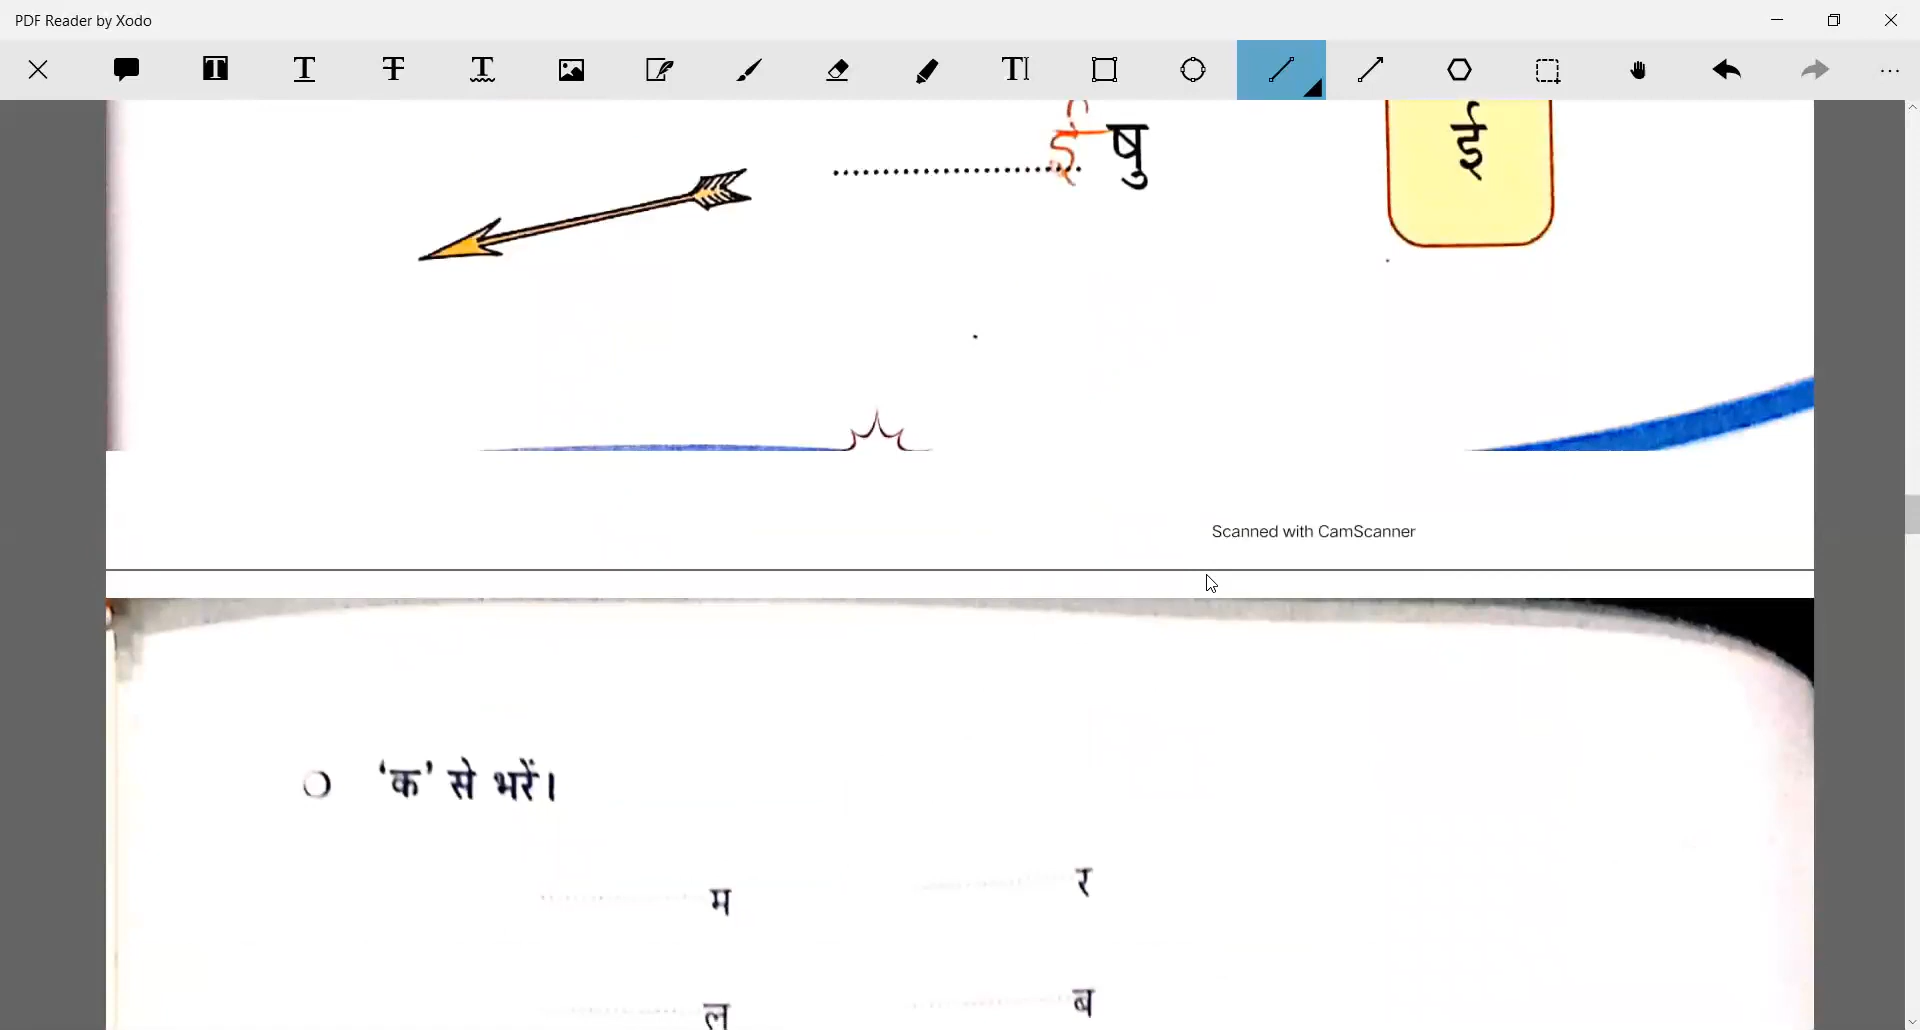 PDF Reader by Xodo
ई षु
ई
Scanned with CamScanner
‘क’ से भरें।
म र
ल ब